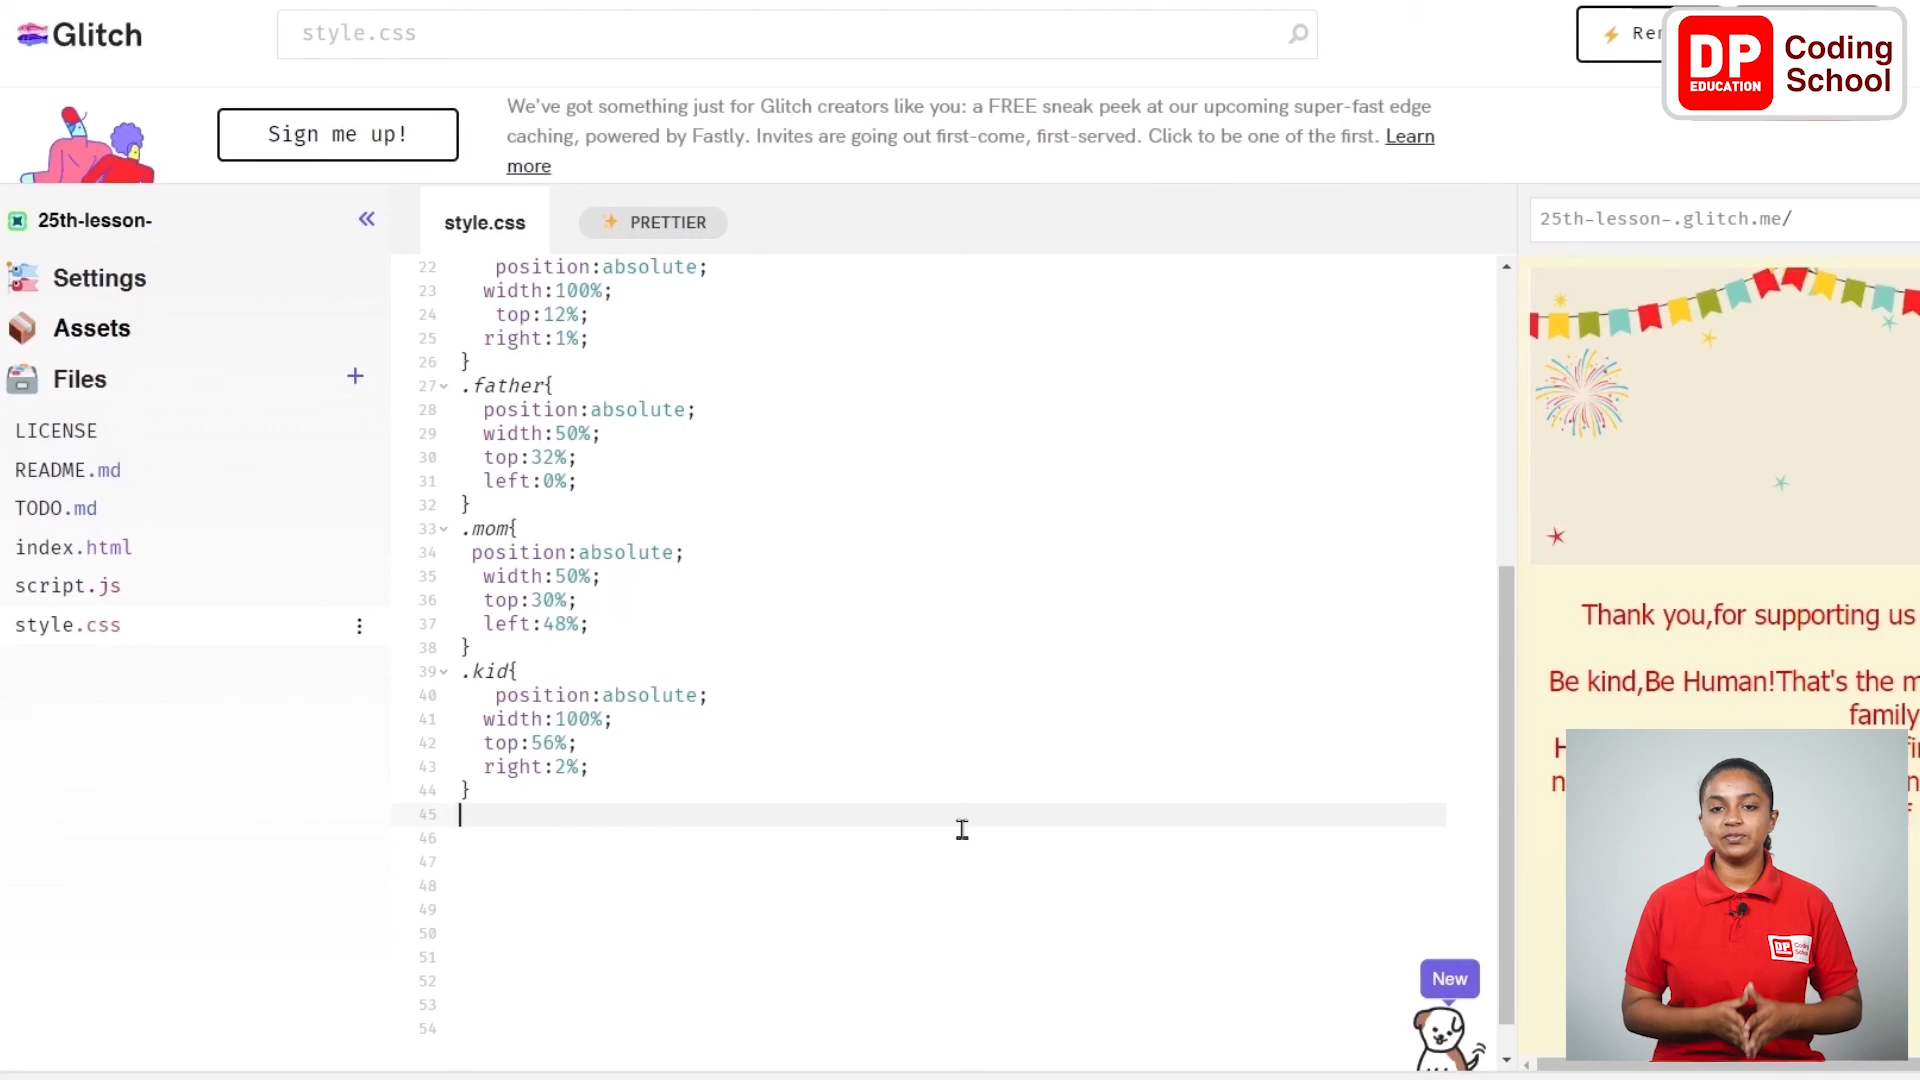 Glitch
style.css
⚡ Re
DP
EDUCATION
Coding
School
Sign me up!
We've got something just for Glitch creators like you: a FREE sneak peek at our upcoming super-fast edge
caching, powered by Fastly. Invites are going out first-come, first-served. Click to be one of the first. Learn
more
25th-lesson-
Settings
Assets
Files
LICENSE
README.md
TODO.md
index.html
script.js
style.css
style.css
PRETTIER
22 position:absolute;
23 width:100%;
24 top:12%;
25 right:1%;
26 }
27 .father{
28 position:absolute;
29 width:50%;
30 top:32%;
31 left:0%;
32 }
33 .mom{
34 position:absolute;
35 width:50%;
36 top:30%;
37 left:48%;
38 }
39 .kid{
40 position:absolute;
41 width:100%;
42 top:56%;
43 right:2%;
44 }
45
46
47
48
49
50
51
52
53
54
New
25th-lesson-.glitch.me/
Thank you,for supporting us
Be kind,Be Human!That's the m
family
DP